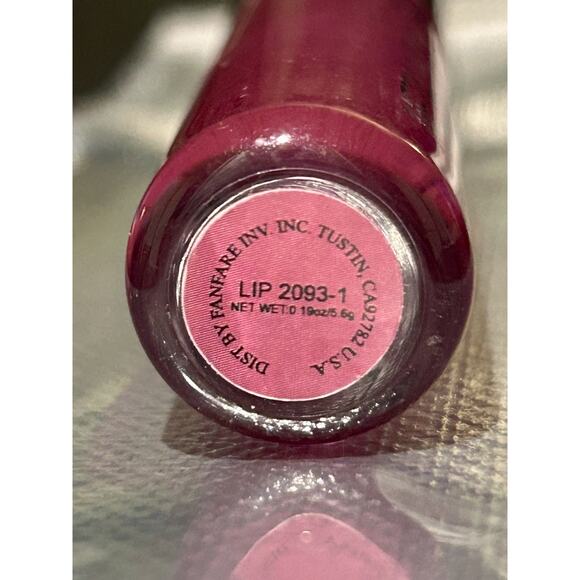 DIST BY FANFARE INV. INC. TUSTIN, CA92782 U.S.A.
LIP 2093-1
NET WET:0.19oz/5.6g